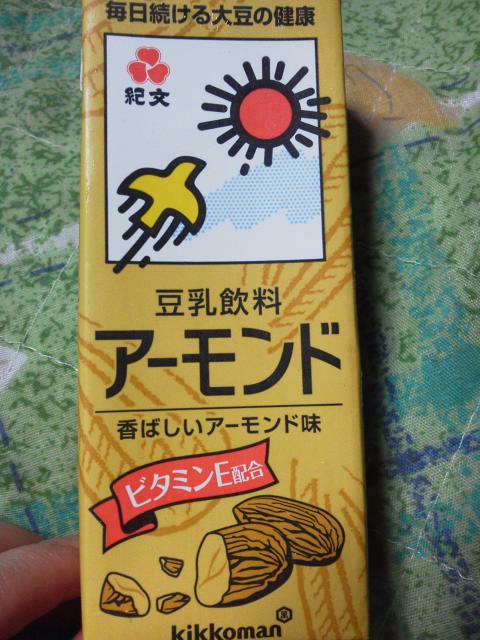 毎日続ける大豆の健康
紀文
豆乳飲料
アーモンド
香ばしいアーモンド味
ビタミンE配合
kikkoman